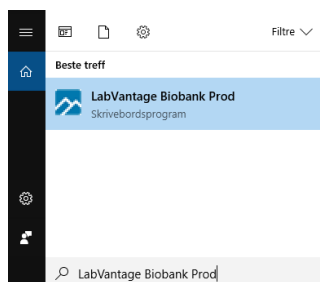 Filtre
Beste treff
LabVantage Biobank Prod
Skrivebordsprogram
LabVantage Biobank Prod